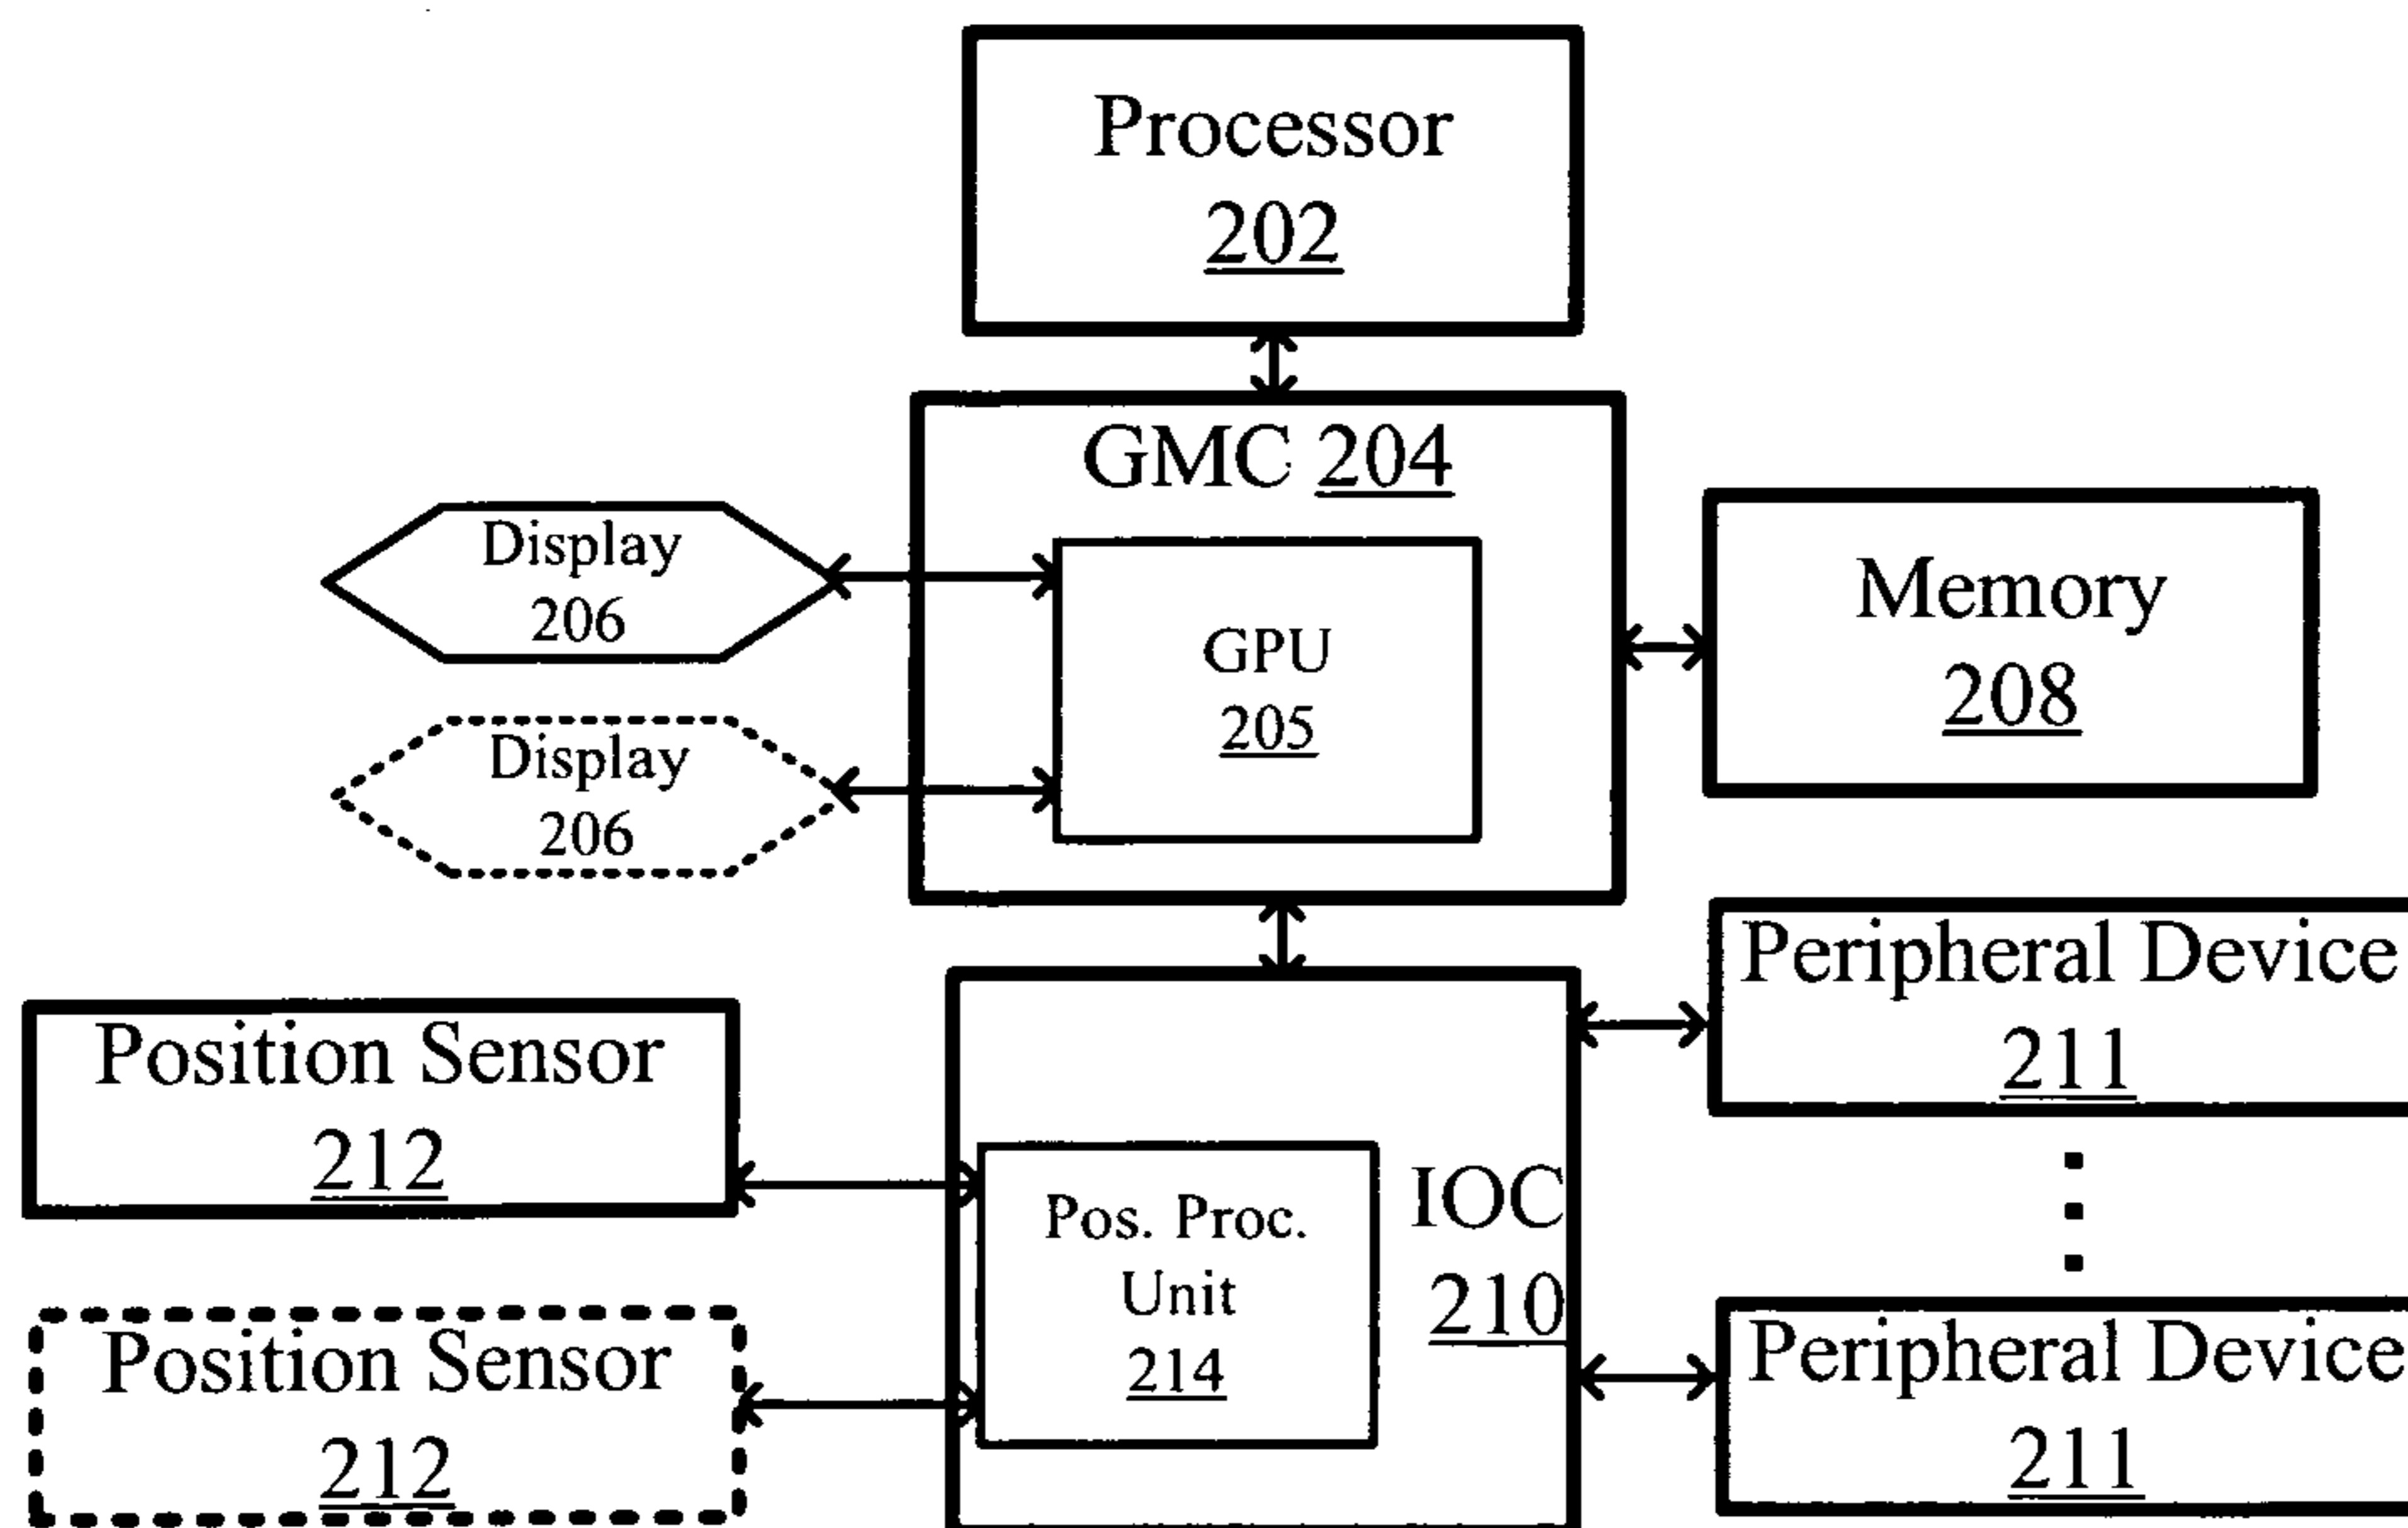 Processor
202
GMC 204
Display
206
GPU
205
Memory
208
Display
206
Peripheral Device
211
Position Sensor
212
Pos. Proc.
Unit
214
IOC
210
Position Sensor
212
Peripheral Device
211